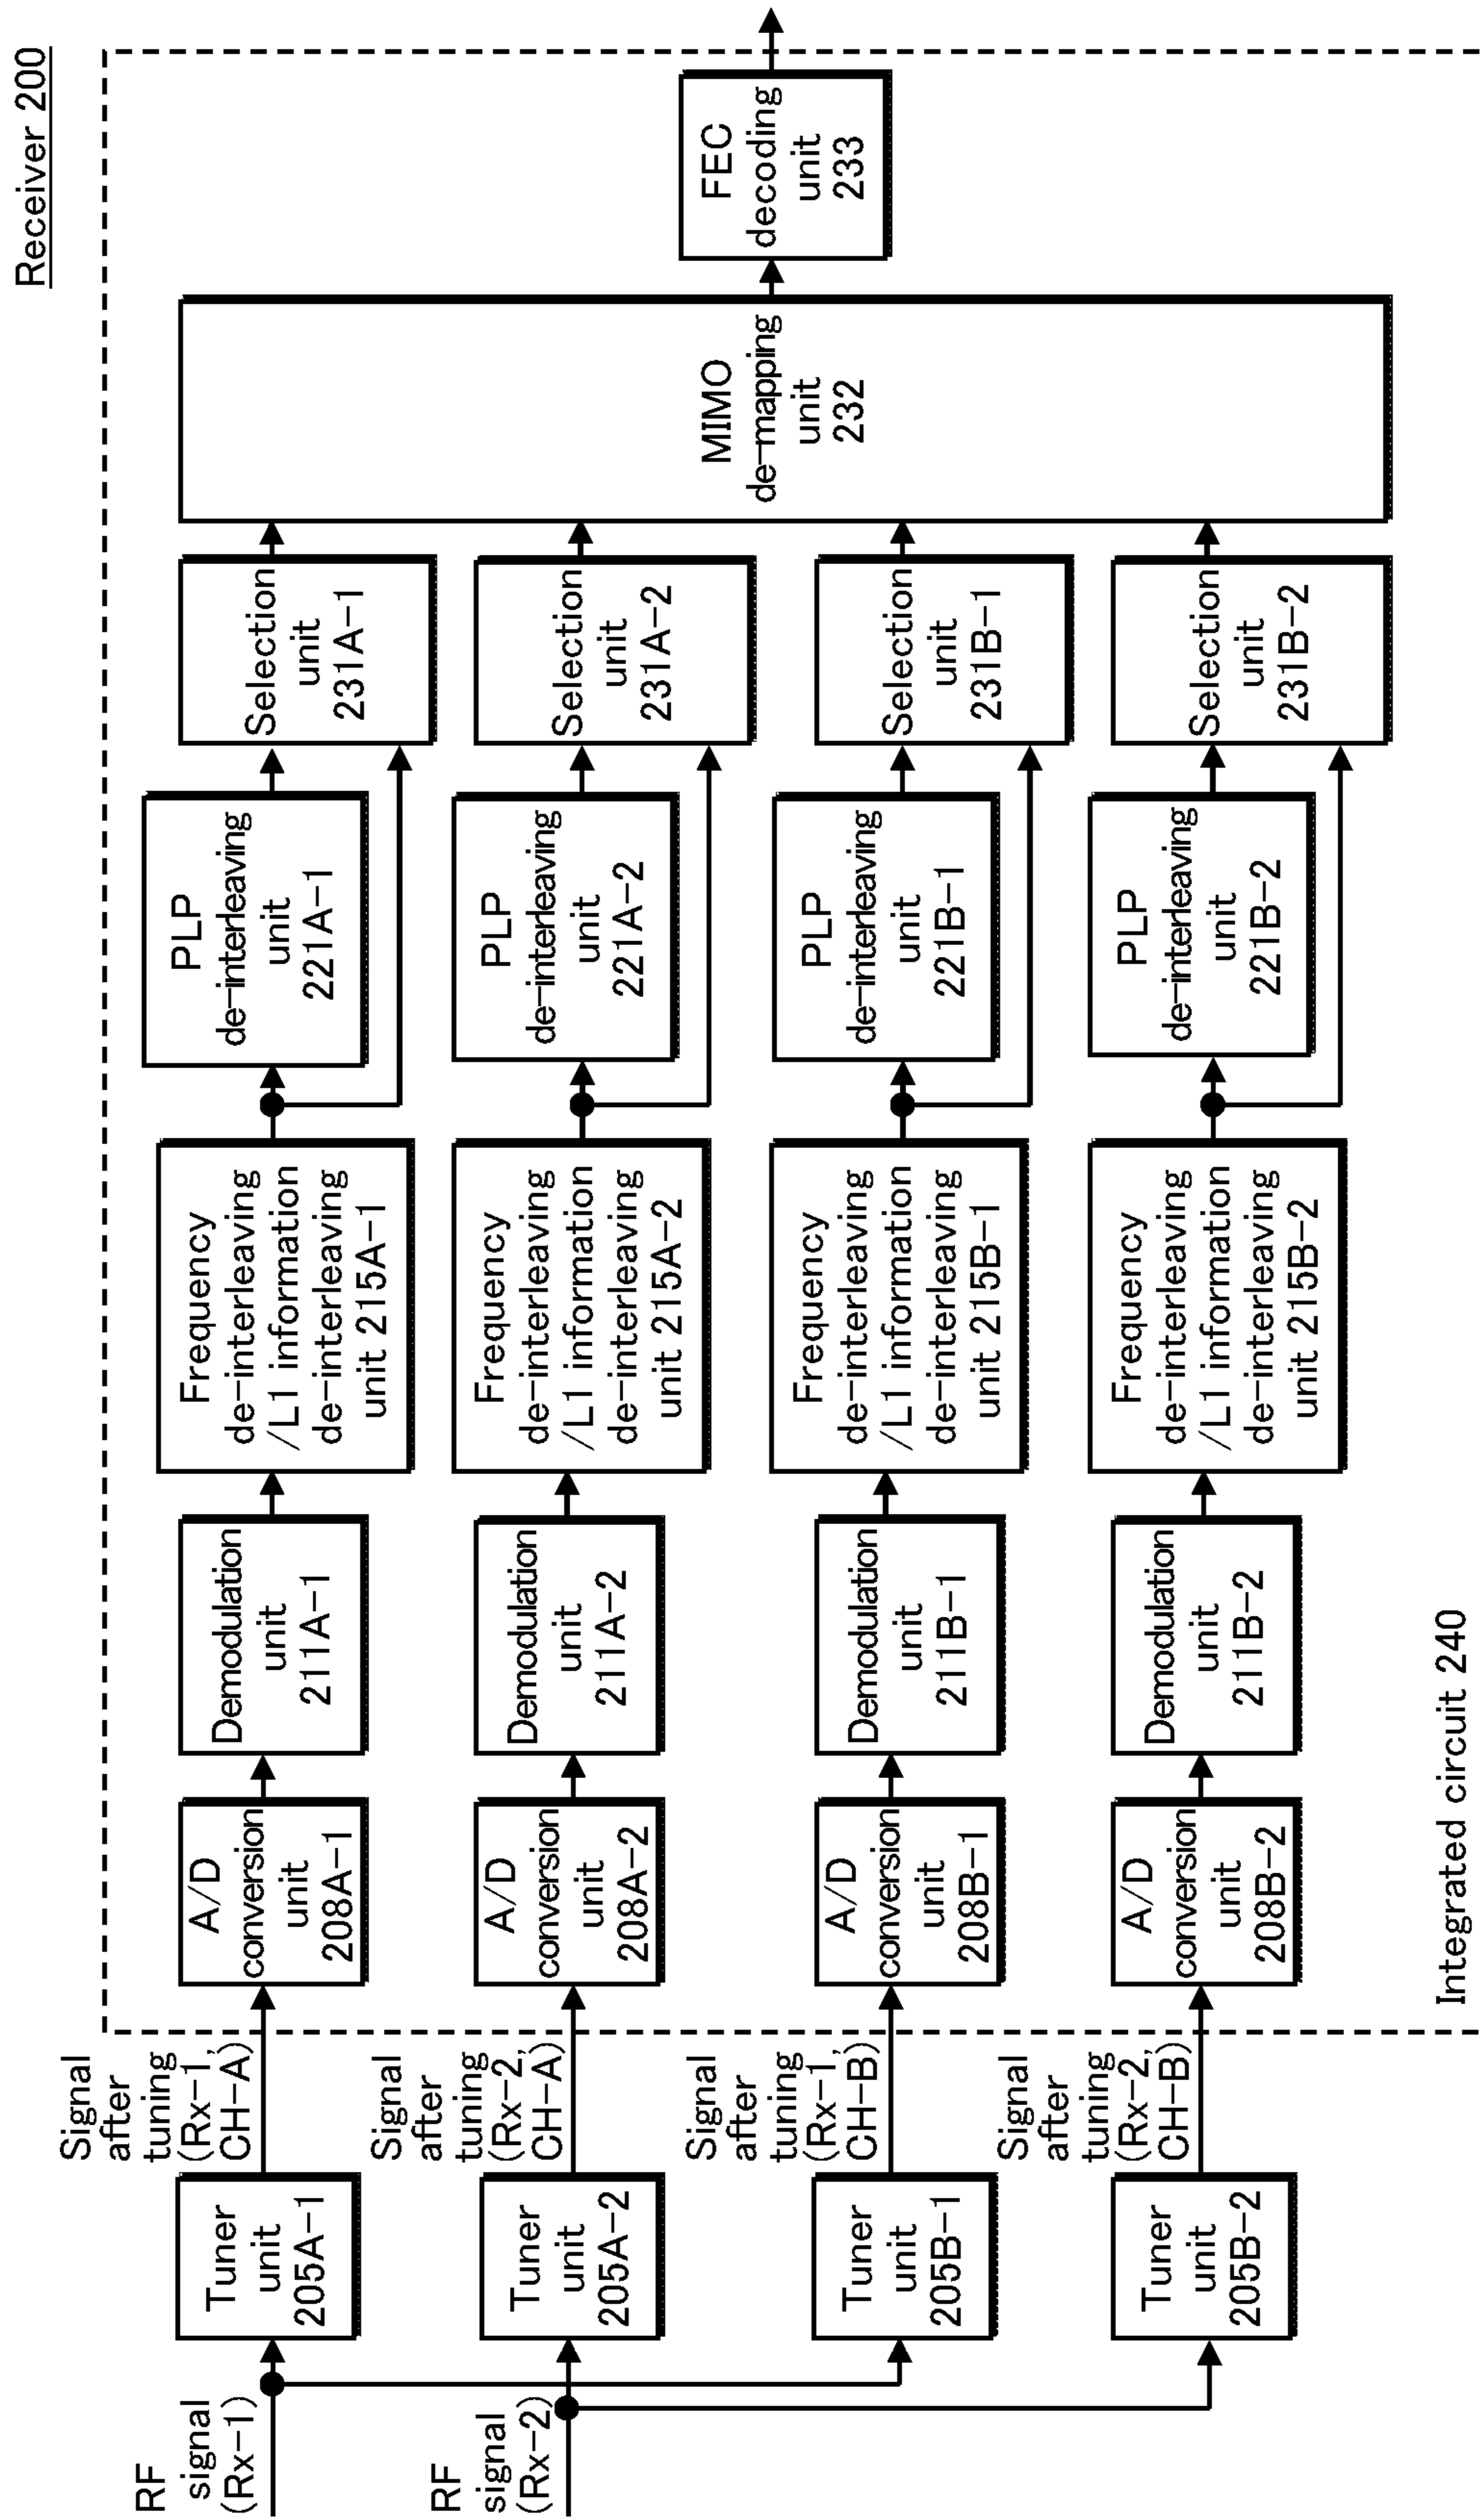 Receiver 200
RF
signal
(Rx-1)
RF
signal
(Rx-2)
Tuner
unit
205A-1
Tuner
unit
205A-2
Tuner
unit
205B-1
Tuner
unit
205B-2
Signal
after
tuning
(Rx-1,
CH-A)
Signal
after
tuning
(Rx-2,
CH-A)
Signal
after
tuning
(Rx-1,
CH-B)
Signal
after
tuning
(Rx-2,
CH-B)
A/D
conversion
unit
208A-1
A/D
conversion
unit
208A-2
A/D
conversion
unit
208B-1
A/D
conversion
unit
208B-2
Demodulation
unit
211A-1
Demodulation
unit
211A-2
Demodulation
unit
211B-1
Demodulation
unit
211B-2
Frequency
de-interleaving
/L1 information
de-interleaving
unit 215A-1
Frequency
de-interleaving
/L1 information
de-interleaving
unit 215A-2
Frequency
de-interleaving
/L1 information
de-interleaving
unit 215B-1
Frequency
de-interleaving
/L1 information
de-interleaving
unit 215B-2
PLP
de-interleaving
unit
221A-1
PLP
de-interleaving
unit
221A-2
PLP
de-interleaving
unit
221B-1
PLP
de-interleaving
unit
221B-2
Selection
unit
231A-1
Selection
unit
231A-2
Selection
unit
231B-1
Selection
unit
231B-2
MIMO
de-mapping
unit
232
FEC
decoding
unit
233
Integrated circuit 240